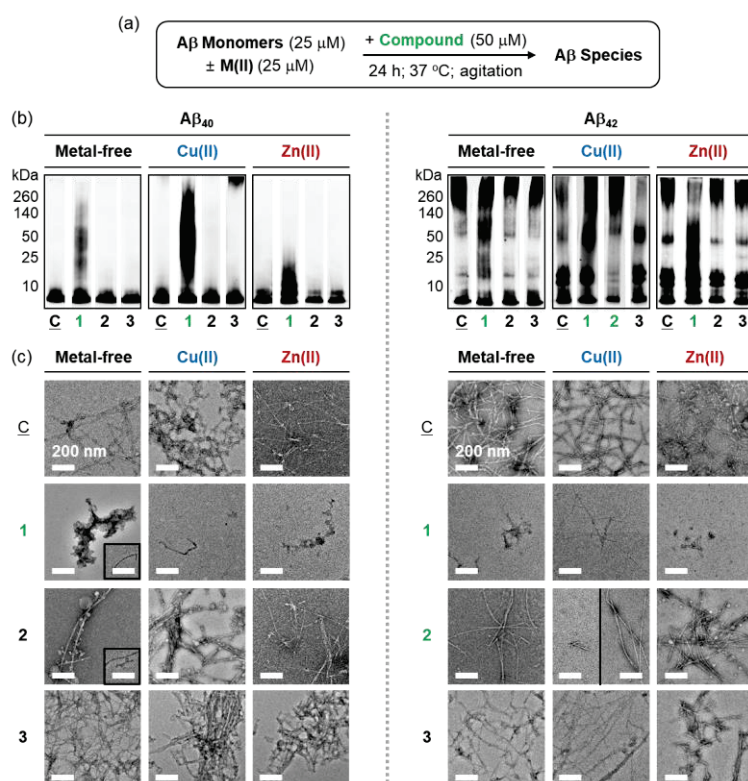 (a)
Aβ Monomers (25 μM)
± M(II) (25 μM)
+ Compound (50 μM)
24 h; 37 ºC; agitation
Aβ Species
(b)
Aβ40
Metal-free Cu(II) Zn(II)
kDa
260
140
50
25
10
C 1 2 3 C 1 2 3 C 1 2 3
Aβ42
Metal-free Cu(II) Zn(II)
kDa
260
140
50
25
10
C 1 2 3 C 1 2 3 C 1 2 3
(c)
Metal-free Cu(II) Zn(II)
C
200 nm
1
2
3
Metal-free Cu(II) Zn(II)
C
200 nm
1
2
3